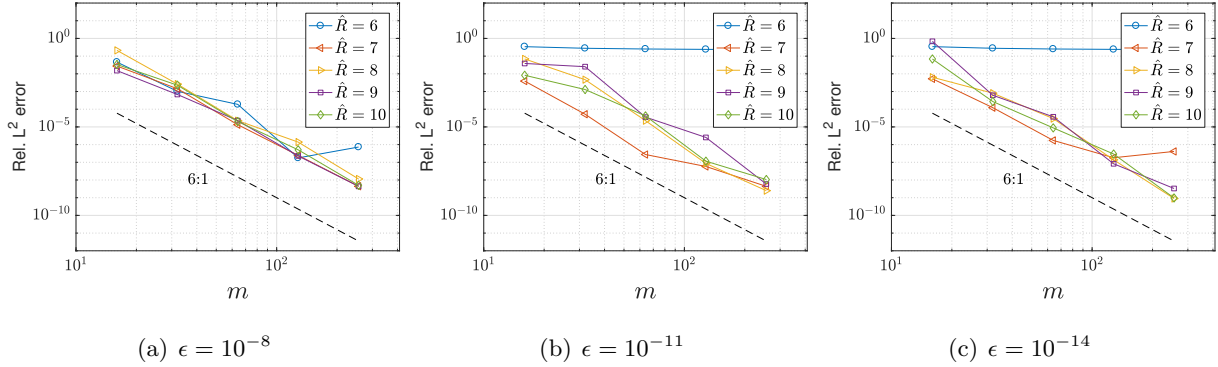 10^0
10^{-5}
10^{-10}
Rel. L^2 error
6:1
R̂ = 6
R̂ = 7
R̂ = 8
R̂ = 9
R̂ = 10
10^1
10^2
m
(a) ϵ = 10^{-8}
10^0
10^{-5}
10^{-10}
Rel. L^2 error
6:1
R̂ = 6
R̂ = 7
R̂ = 8
R̂ = 9
R̂ = 10
10^1
10^2
m
(b) ϵ = 10^{-11}
10^0
10^{-5}
10^{-10}
Rel. L^2 error
6:1
R̂ = 6
R̂ = 7
R̂ = 8
R̂ = 9
R̂ = 10
10^1
10^2
m
(c) ϵ = 10^{-14}